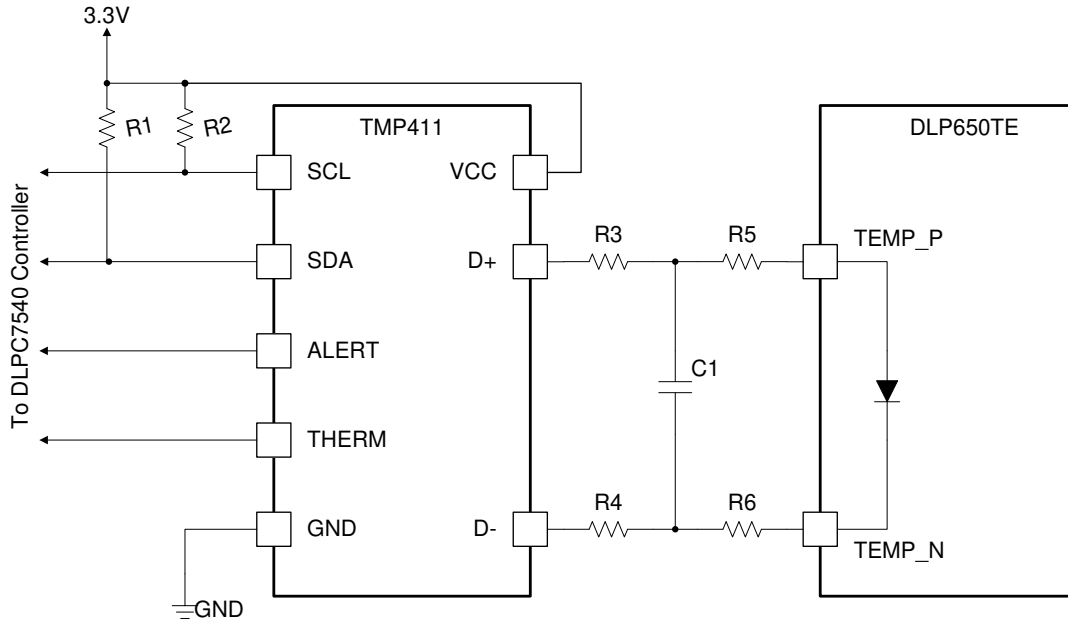 3.3V
R1
R2
TMP411
DLP650TE
SCL
VCC
R3
R5
TEMP_P
SDA
D+
To DLPC7540 Controller
ALERT
C1
THERM
R4
R6
GND
D-
TEMP_N
GND